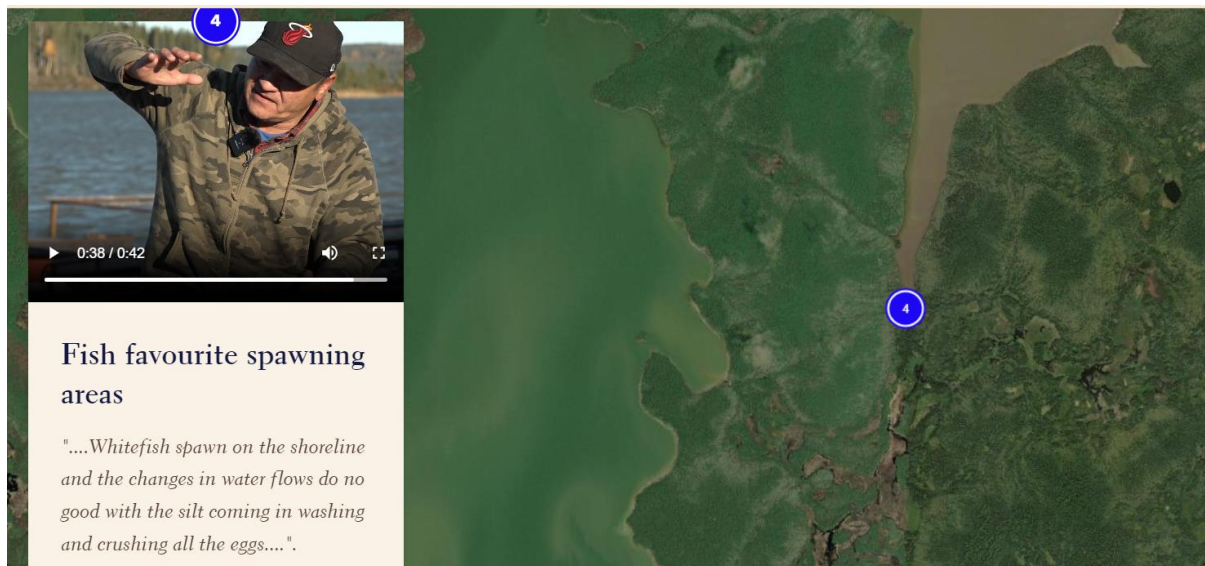 4
0:38 / 0:42
4
Fish favourite spawning
areas
"....Whitefish spawn on the shoreline
and the changes in water flows do no
good with the silt coming in washing
and crushing all the eggs....".